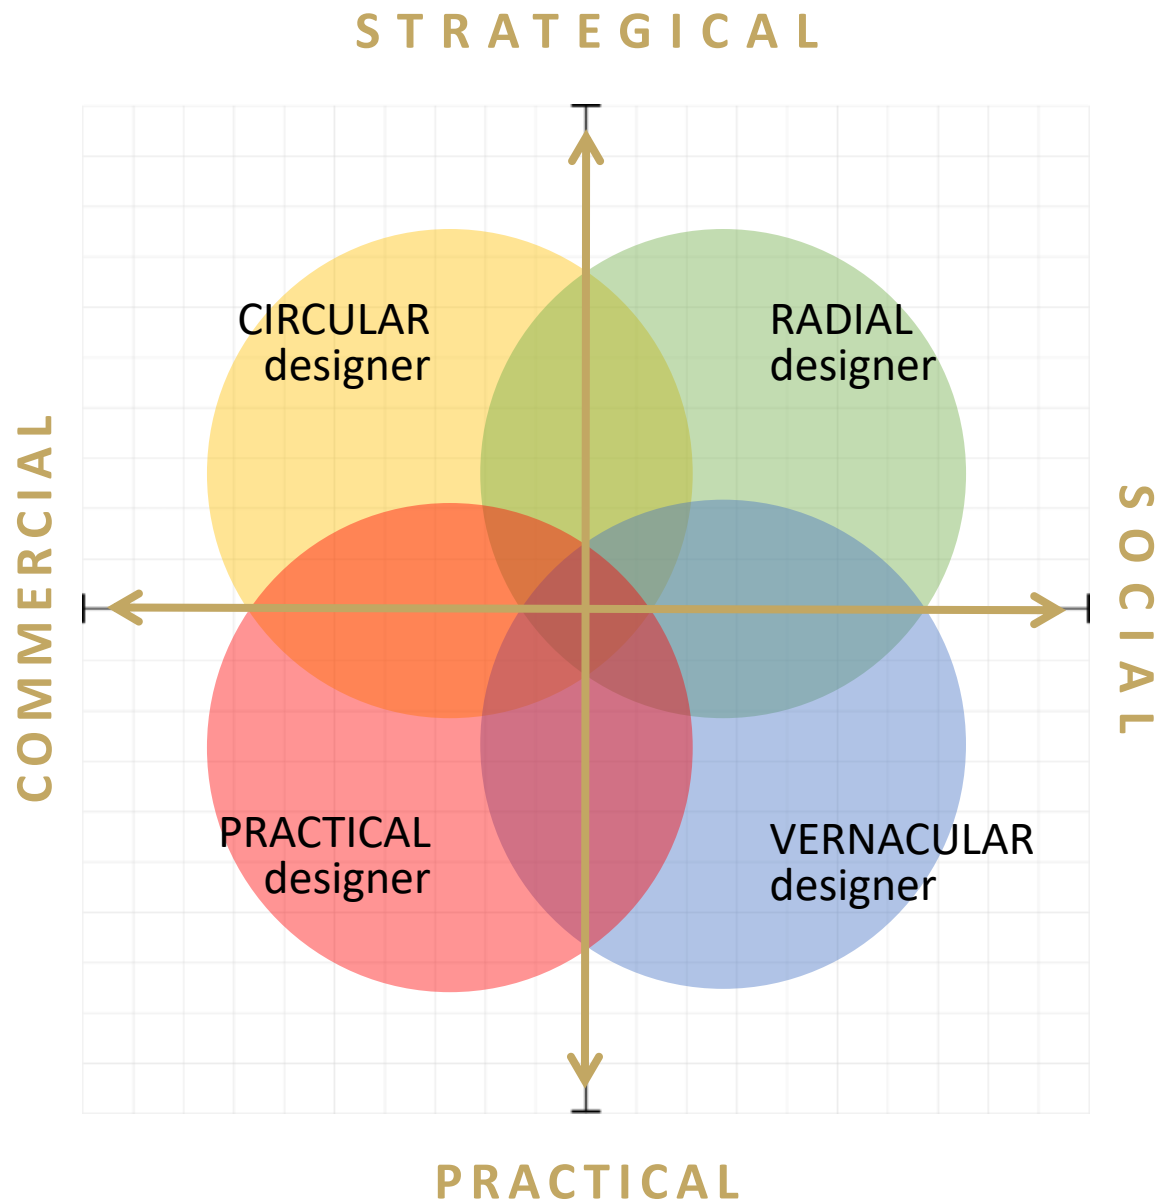 STRATEGICAL
CIRCULAR
designer
RADIAL
designer
COMMERCIAL
SOCIAL
PRACTICAL
designer
VERNACULAR
designer
PRACTICAL